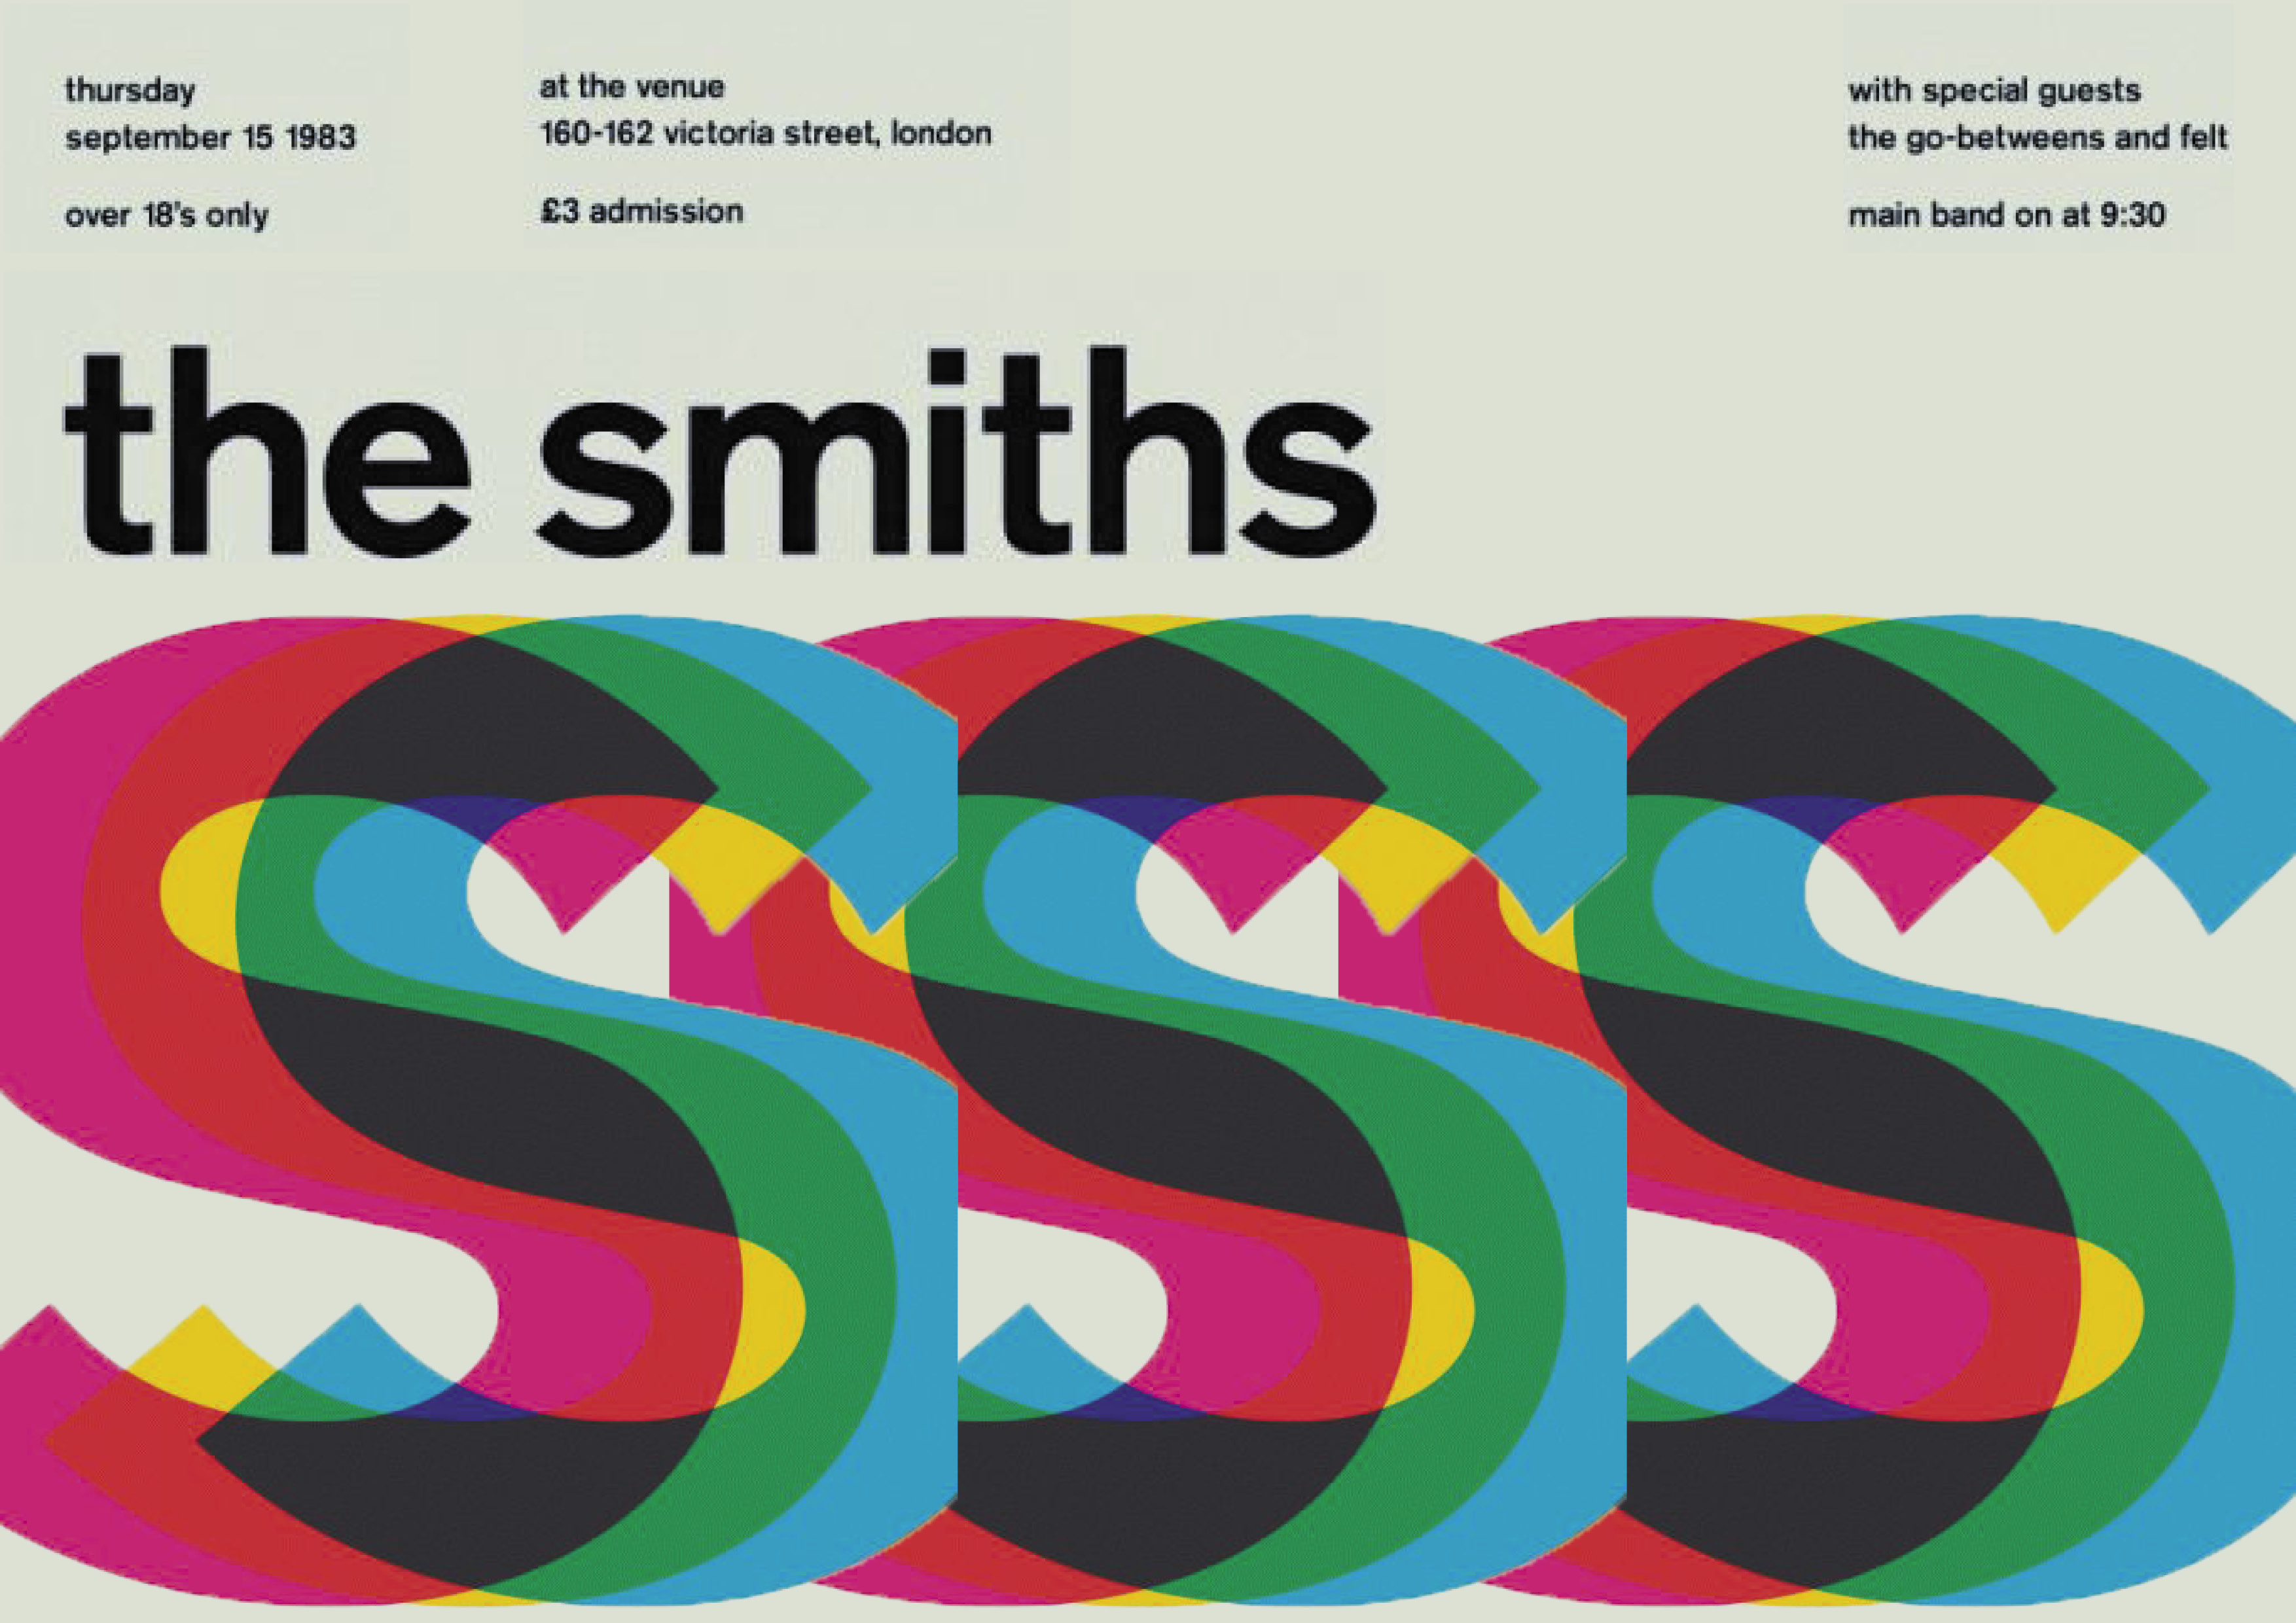 thursday
september 15 1983
over 18's only
at the venue
160-162 victoria street, london
£3 admission
with special guests
the go-betweens and felt
main band on at 9:30
the smiths
S S S